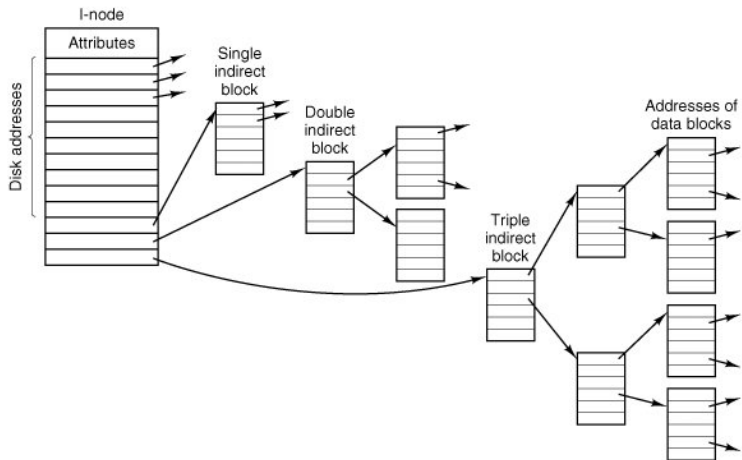 I-node
Attributes
Disk addresses
Single
indirect
block
Double
indirect
block
Addresses of
data blocks
Triple
indirect
block